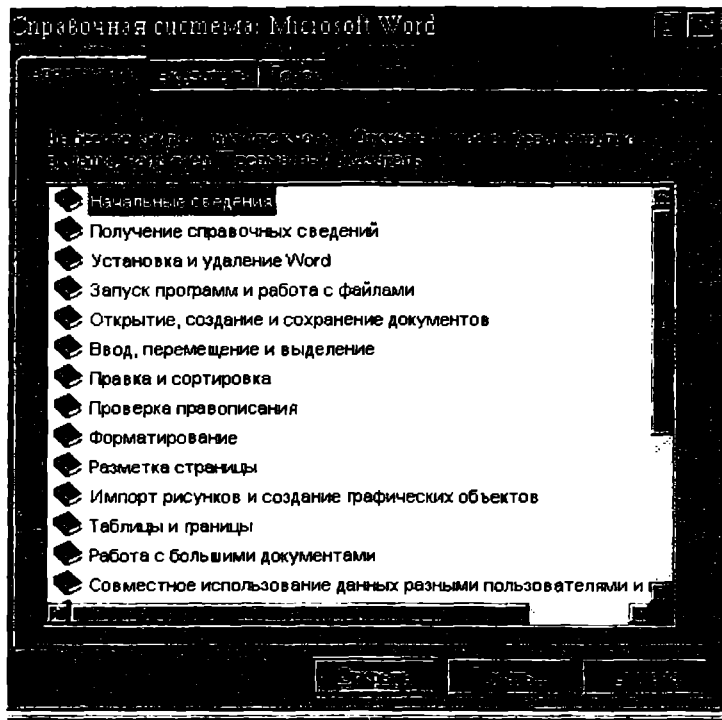 Справочная система: Microsoft Word
Начальные сведения
Получение справочных сведений
Установка и удаление Word
Запуск программ и работа с файлами
Открытие, создание и сохранение документов
Ввод, перемещение и выделение
Правка и сортировка
Проверка правописания
Форматирование
Разметка страницы
Импорт рисунков и создание графических объектов
Таблицы и границы
Работа с большими документами
Совместное использование данных разными пользователями и